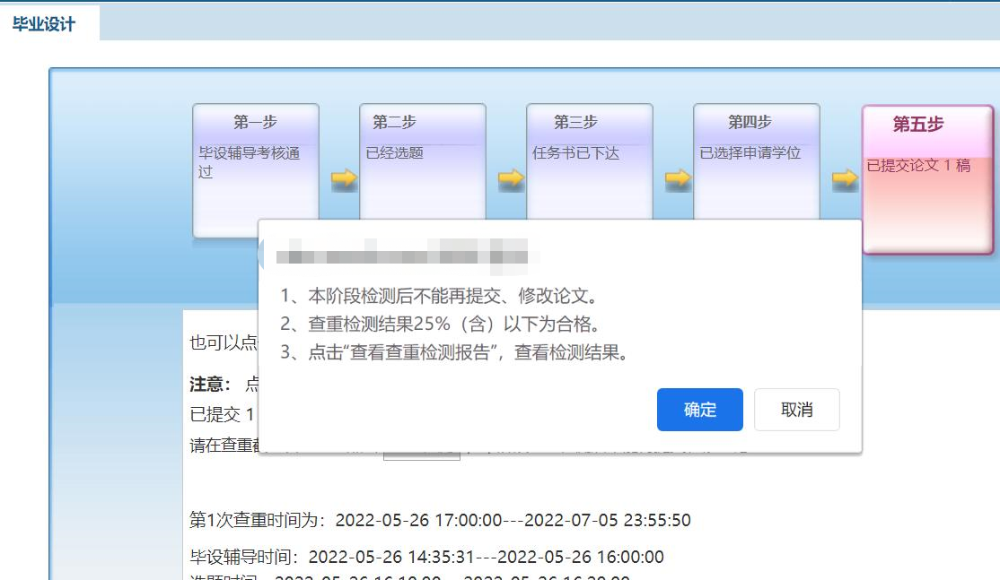 毕业设计
第一步
毕设辅导考核通
过
第二步
已经选题
第三步
任务书已下达
第四步
已选择申请学位
第五步
已提交论文 1 稿
1、本阶段检测后不能再提交、修改论文。
2、查重检测结果25%（含）以下为合格。
3、点击“查看查重检测报告”，查看检测结果。
确定
取消
也可以点
注意： 点
已提交 1
请在查重
第1次查重时间为：2022-05-26 17:00:00---2022-07-05 23:55:50
毕设辅导时间：2022-05-26 14:35:31---2022-05-26 16:00:00